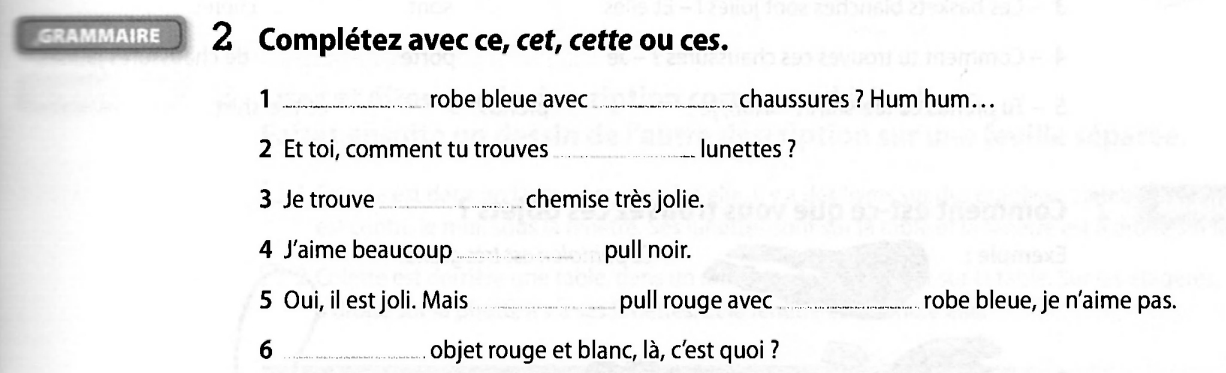 GRAMMAIRE 2 Complétez avec ce, cet, cette ou ces.
1 ............ robe bleue avec ............ chaussures ? Hum hum…
2 Et toi, comment tu trouves ............ lunettes ?
3 Je trouve ............ chemise très jolie.
4 J'aime beaucoup ............ pull noir.
5 Oui, il est joli. Mais ............ pull rouge avec ............ robe bleue, je n'aime pas.
6 ............ objet rouge et blanc, là, c'est quoi ?